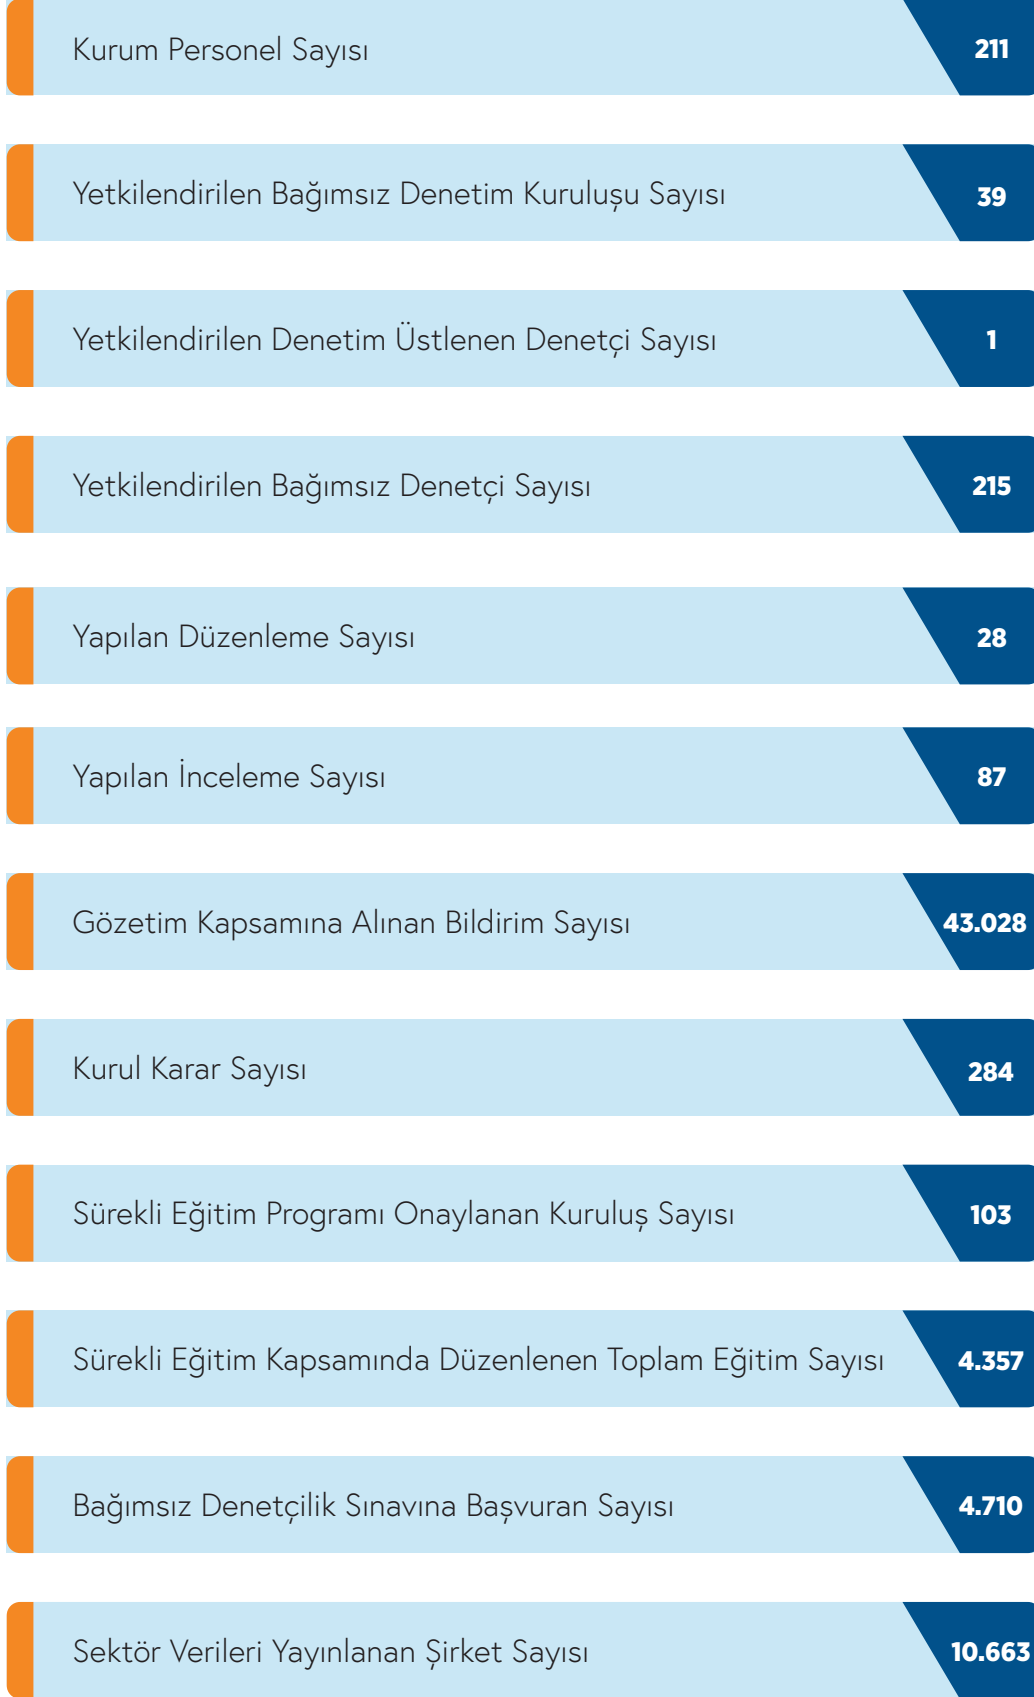 Kurum Personel Sayısı 211
Yetkilendirilen Bağımsız Denetim Kuruluşu Sayısı 39
Yetkilendirilen Denetim Üstlenen Denetçi Sayısı 1
Yetkilendirilen Bağımsız Denetçi Sayısı 215
Yapılan Düzenleme Sayısı 28
Yapılan İnceleme Sayısı 87
Gözetim Kapsamına Alınan Bildirim Sayısı 43.028
Kurul Karar Sayısı 284
Sürekli Eğitim Programı Onaylanan Kuruluş Sayısı 103
Sürekli Eğitim Kapsamında Düzenlenen Toplam Eğitim Sayısı 4.357
Bağımsız Denetçilik Sınavına Başvuran Sayısı 4.710
Sektör Verileri Yayınlanan Şirket Sayısı 10.663